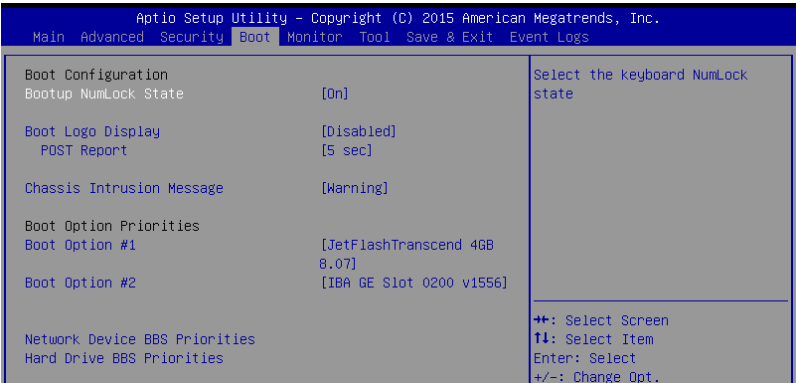 Aptio Setup Utility – Copyright (C) 2015 American Megatrends, Inc.
Main Advanced Security Boot Monitor Tool Save & Exit Event Logs
Boot Configuration
Bootup NumLock State [On]
Boot Logo Display [Disabled]
POST Report [5 sec]
Chassis Intrusion Message [Warning]
Boot Option Priorities
Boot Option #1 [JetFlashTranscend 4GB
8.07]
Boot Option #2 [IBA GE Slot 0200 v1556]
Network Device BBS Priorities
Hard Drive BBS Priorities
Select the keyboard NumLock
state
→←: Select Screen
↑↓: Select Item
Enter: Select
+/-: Change Opt.